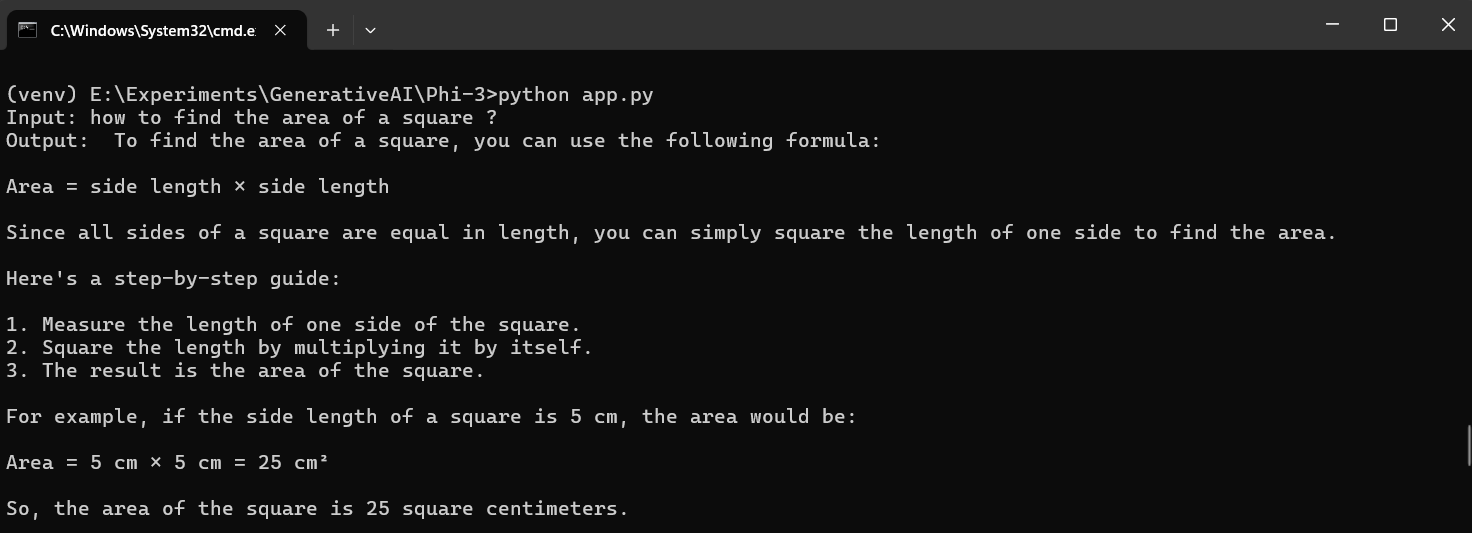 C:\Windows\System32\cmd.e
(venv) E:\Experiments\GenerativeAI\Phi-3>python app.py
Input: how to find the area of a square ?
Output:  To find the area of a square, you can use the following formula:
Area = side length × side length
Since all sides of a square are equal in length, you can simply square the length of one side to find the area.
Here's a step-by-step guide:
1. Measure the length of one side of the square.
2. Square the length by multiplying it by itself.
3. The result is the area of the square.
For example, if the side length of a square is 5 cm, the area would be:
Area = 5 cm × 5 cm = 25 cm²
So, the area of the square is 25 square centimeters.